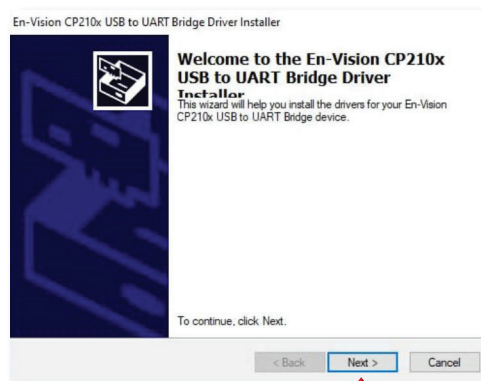 En-Vision CP210x USB to UART Bridge Driver Installer
Welcome to the En-Vision CP210x
USB to UART Bridge Driver
Installer
This wizard will help you install the drivers for your En-Vision
CP210x USB to UART Bridge device.
To continue, click Next.
< Back Next > Cancel